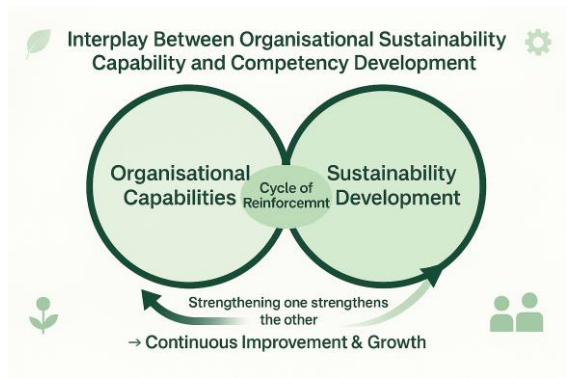 Interplay Between Organisational Sustainability
Capability and Competency Development
Organisational
Capabilities
Cycle of
Reinforcemnt
Sustainability
Development
Strengthening one strengthens
the other
→ Continuous Improvement & Growth